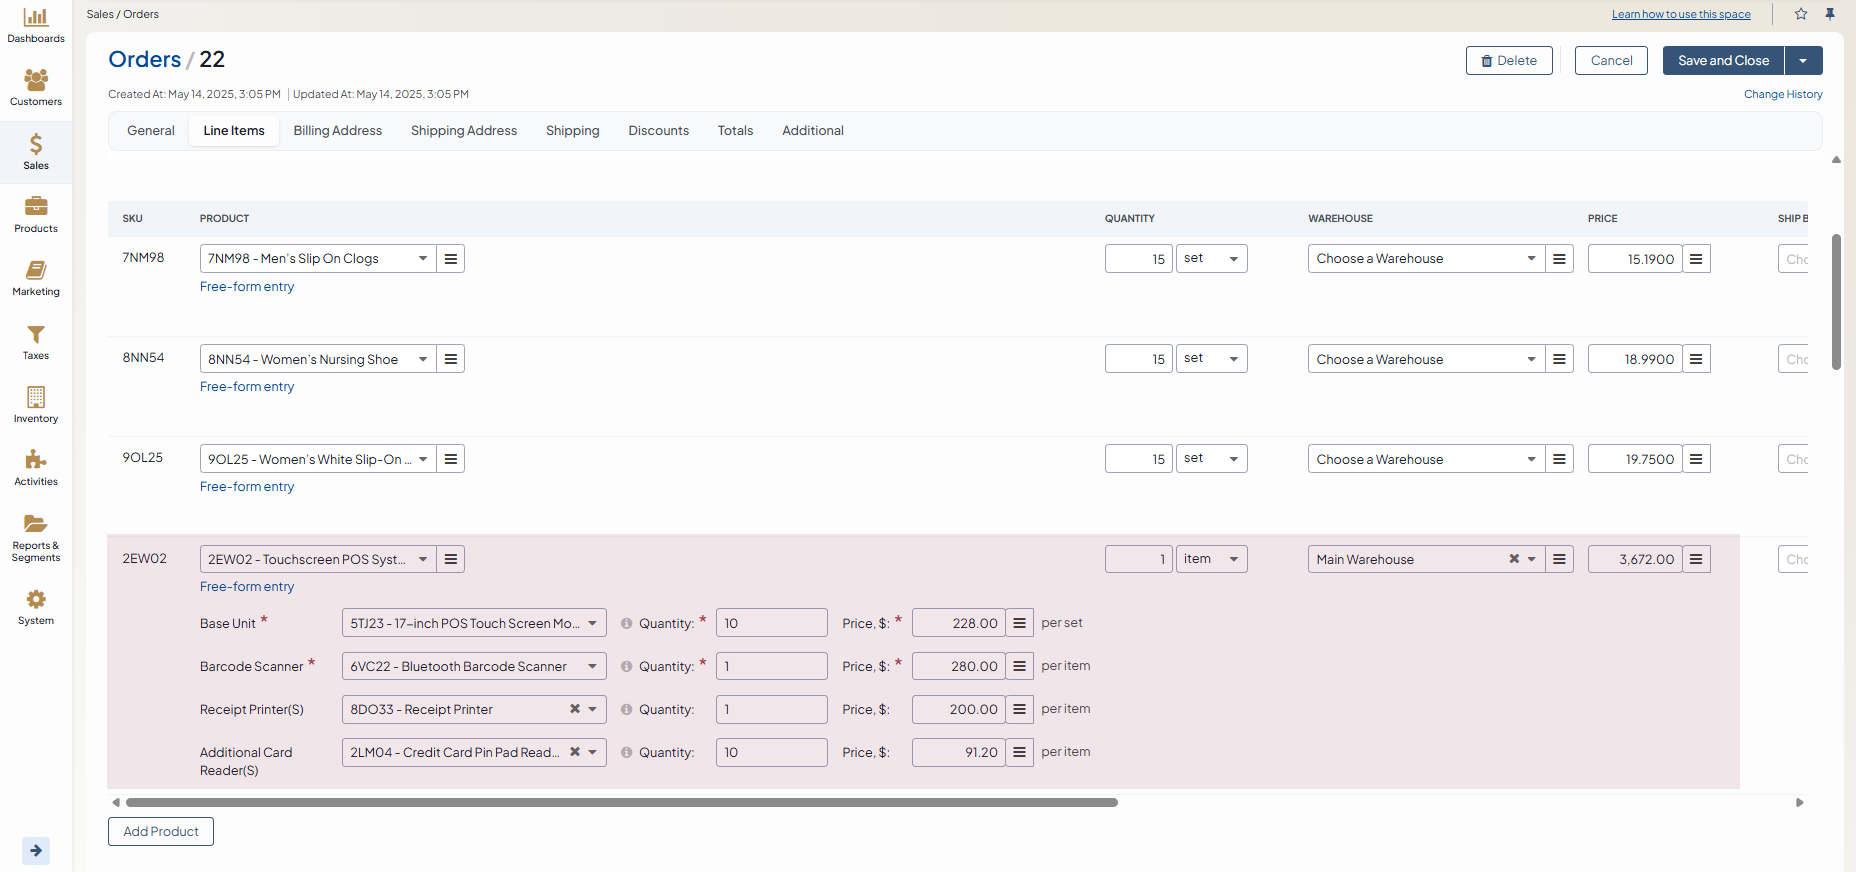 Dashboards
Customers
Sales
Products
Marketing
Taxes
Inventory
Activities
Reports &
Segments
System
Sales / Orders
Learn how to use this space
Orders / 22
Delete
Cancel
Save and Close
Created At: May 14, 2025, 3:05 PM | Updated At: May 14, 2025, 3:05 PM
Change History
General Line Items Billing Address Shipping Address Shipping Discounts Totals Additional
SKU PRODUCT QUANTITY WAREHOUSE PRICE SHIP B
7NM98 7NM98 - Men's Slip On Clogs 15 set Choose a Warehouse 15.1900 Cho
Free-form entry
8NN54 8NN54 - Women's Nursing Shoe 15 set Choose a Warehouse 18.9900 Cho
Free-form entry
9OL25 9OL25 - Women's White Slip-On ... 15 set Choose a Warehouse 19.7500 Cho
Free-form entry
2EW02 2EW02 - Touchscreen POS Syst... 1 item Main Warehouse 3,672.00 Cho
Free-form entry
Base Unit * 5TJ23 - 17-inch POS Touch Screen Mo... Quantity: * 10 Price, $: * 228.00 per set
Barcode Scanner * 6VC22 - Bluetooth Barcode Scanner Quantity: * 1 Price, $: * 280.00 per item
Receipt Printer(S) 8DO33 - Receipt Printer Quantity: 1 Price, $: 200.00 per item
Additional Card 2LM04 - Credit Card Pin Pad Read... Quantity: 10 Price, $: 91.20 per item
Reader(S)
Add Product